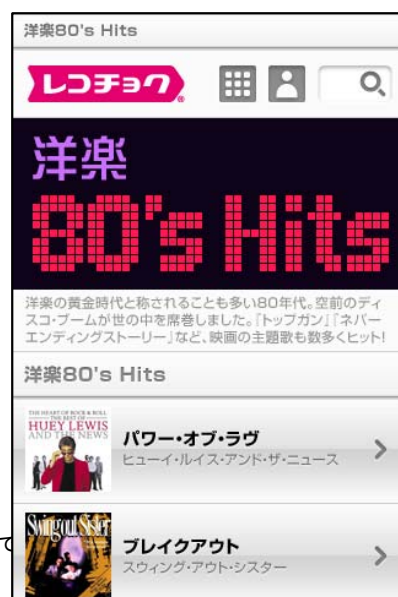 洋楽80's Hits
レコチョク®
洋楽
80's Hits
洋楽の黄金時代と称されることも多い80年代。空前のディ
スコ・ブームが世の中を席巻しました。「トップガン」「ネバー
エンディングストーリー」など、映画の主題歌も数多くヒット!
洋楽80's Hits
THE HEART OF ROCK & ROLL
THE BEST OF
HUEY LEWIS
AND THE NEWS
パワー・オブ・ラヴ
ヒューイ・ルイス・アンド・ザ・ニュース
て
Swing out Sister
ブレイクアウト
スウィング・アウト・シスター